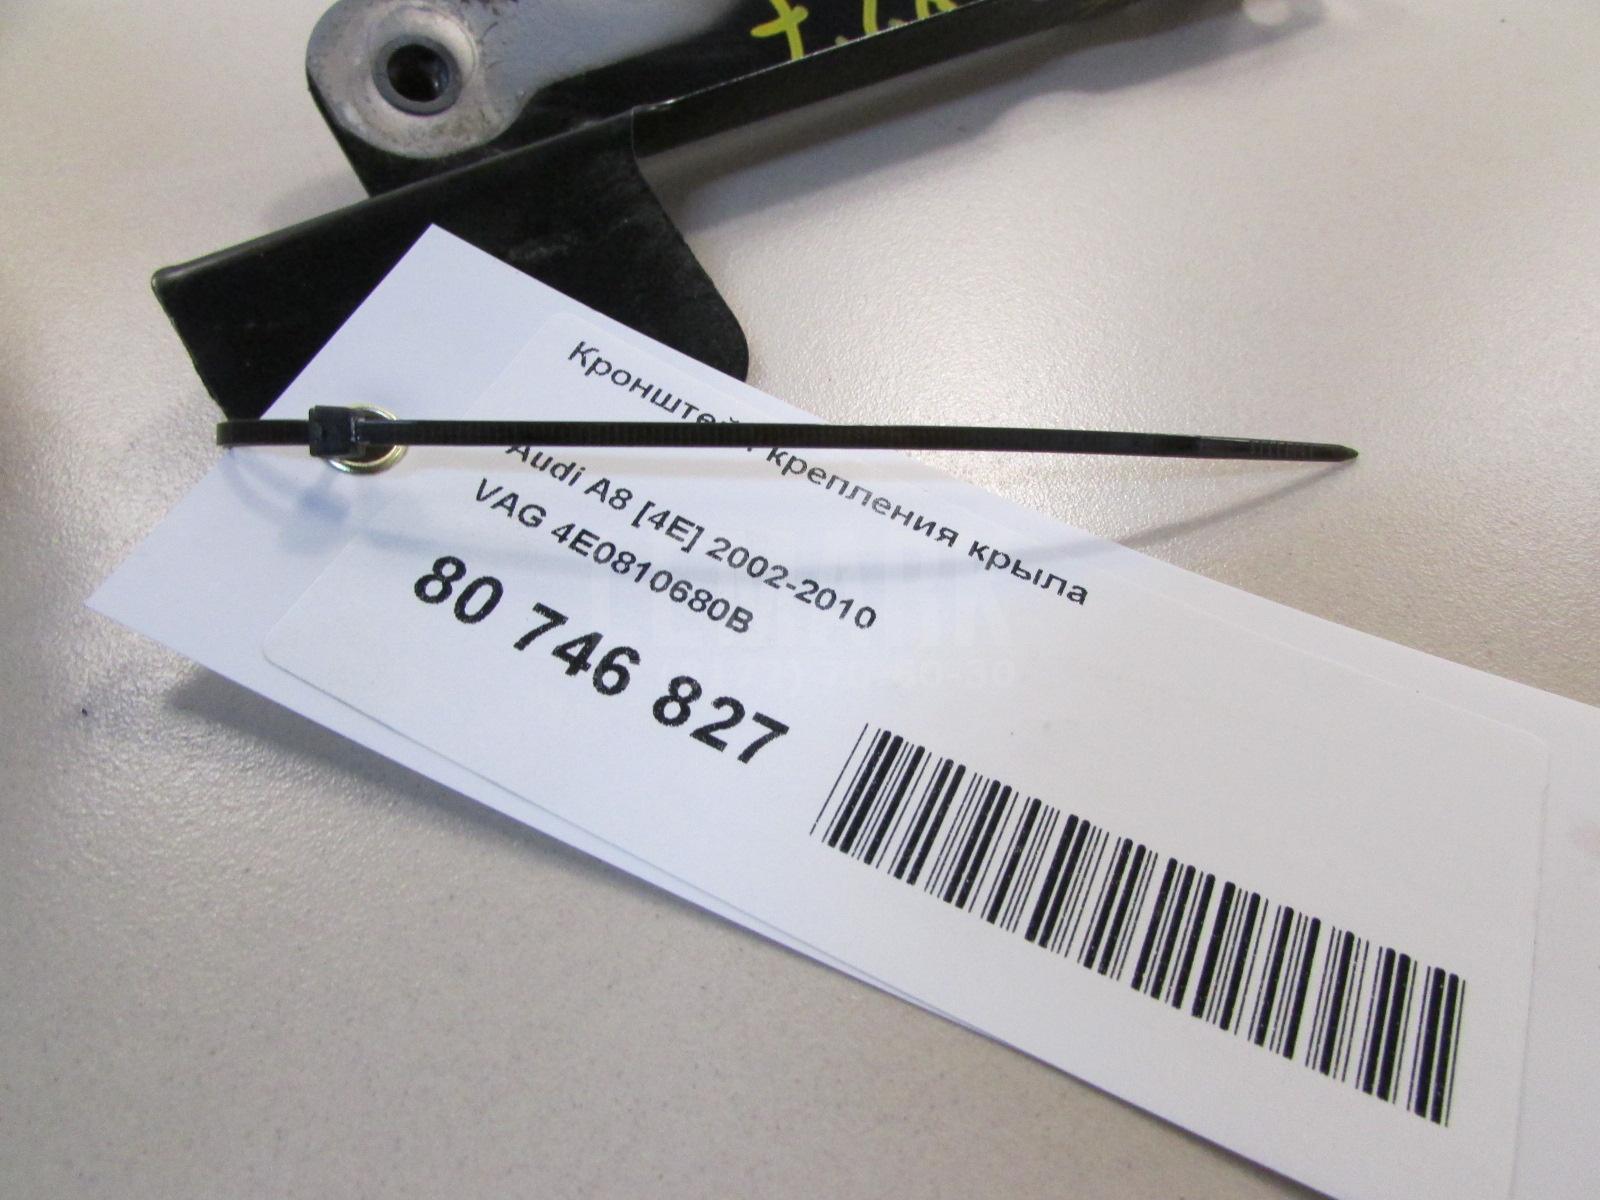 Кронштейн крепления крыла
Audi A8 [4E] 2002-2010
VAG 4E0810680B
80 746 827